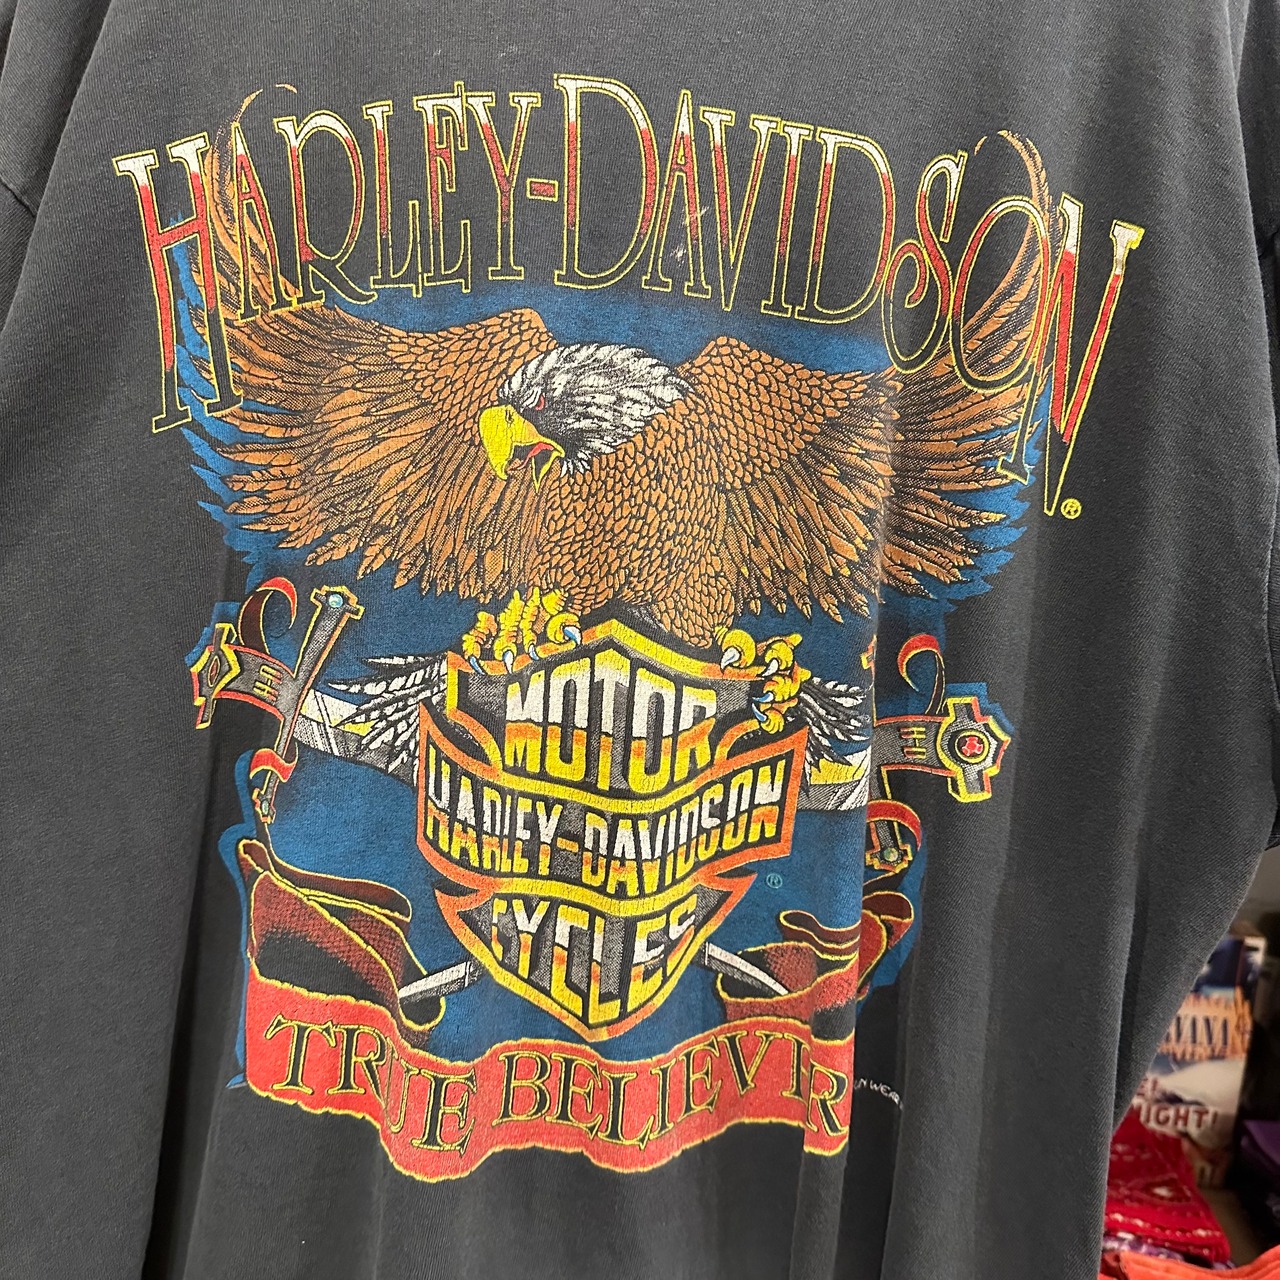 HARLEY-DAVIDSON®
MOTOR
HARLEY-DAVIDSON
CYCLES
®
TRUE BELIEVER